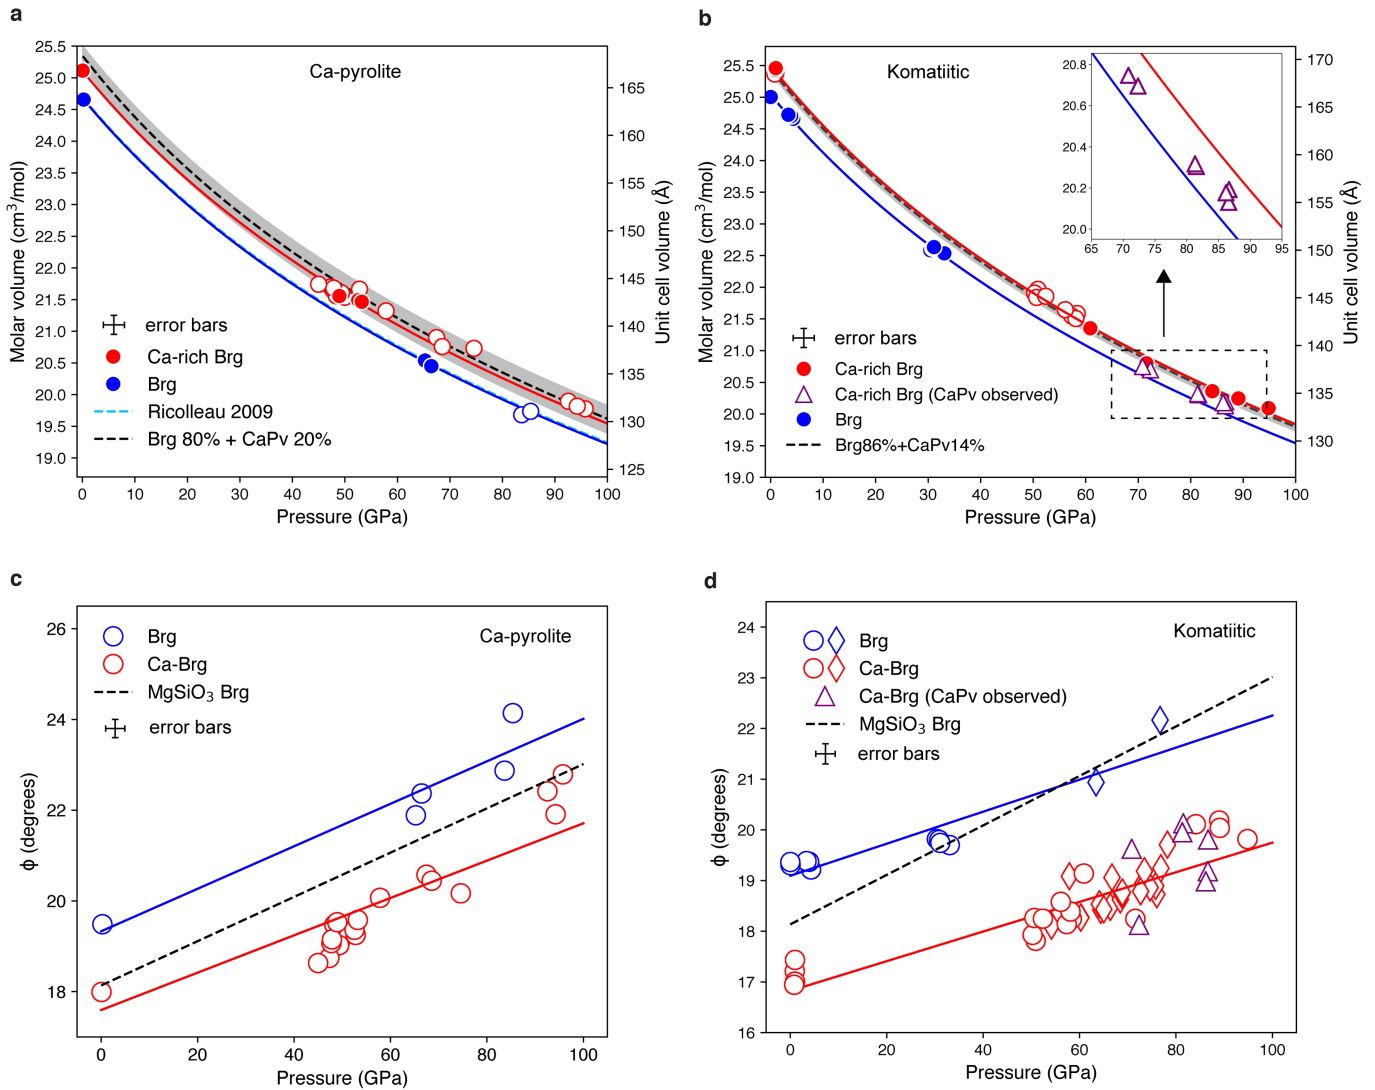 a
Ca-pyrolite
25.5
25.0
24.5
24.0
23.5
23.0
22.5
22.0
21.5
21.0
20.5
20.0
19.5
19.0
Molar volume (cm³/mol)
165
160
155
150
145
140
135
130
125
Unit cell volume (Å)
error bars
Ca-rich Brg
Brg
Ricolleau 2009
Brg 80% + CaPv 20%
0 10 20 30 40 50 60 70 80 90 100
Pressure (GPa)
b
Komatiitic
25.5
25.0
24.5
24.0
23.5
23.0
22.5
22.0
21.5
21.0
20.5
20.0
19.5
19.0
Molar volume (cm³/mol)
170
165
160
155
150
145
140
135
130
Unit cell volume (Å)
20.8
20.6
20.4
20.2
20.0
65 70 75 80 85 90 95
error bars
Ca-rich Brg
Ca-rich Brg (CaPv observed)
Brg
Brg86%+CaPv14%
0 10 20 30 40 50 60 70 80 90 100
Pressure (GPa)
c
Ca-pyrolite
26
24
22
20
18
ϕ (degrees)
Brg
Ca-Brg
MgSiO₃ Brg
error bars
0 20 40 60 80 100
Pressure (GPa)
d
Komatiitic
24
23
22
21
20
19
18
17
16
ϕ (degrees)
Brg
Ca-Brg
Ca-Brg (CaPv observed)
MgSiO₃ Brg
error bars
0 20 40 60 80 100
Pressure (GPa)